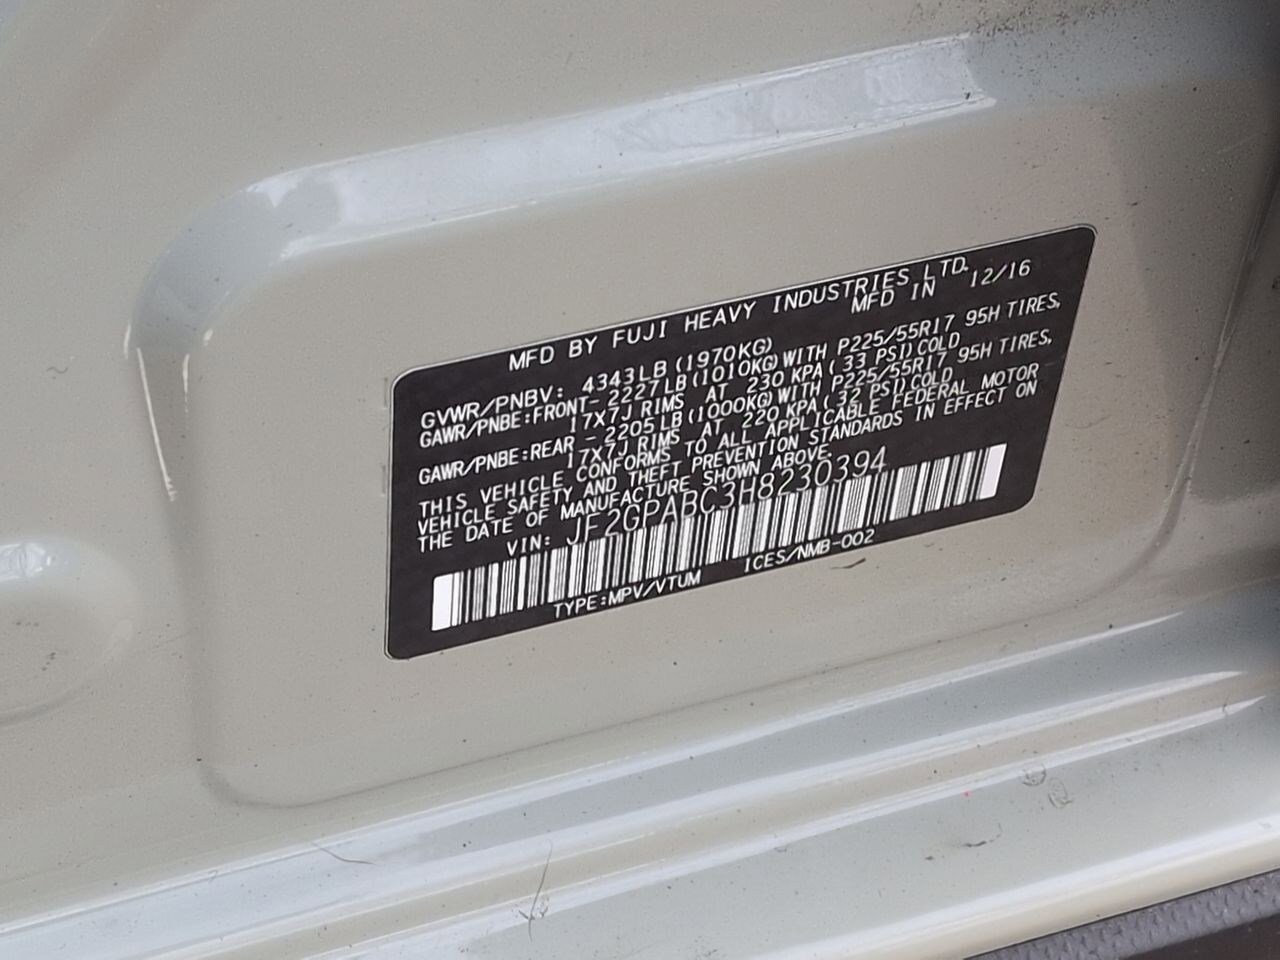 MFD BY FUJI HEAVY INDUSTRIES LTD.
MFD IN 12/16
GVWR/PNBV: 4343LB(1970KG)
GAWR/PNBE:FRONT-2227LB(1010KG)WITH P225/55R17 95H TIRES,
17X7J RIMS AT 230 KPA(33 PSI)COLD
GAWR/PNBE:REAR -2205LB(1000KG)WITH P225/55R17 95H TIRES,
17X7J RIMS AT 220 KPA(32 PSI)COLD
THIS VEHICLE CONFORMS TO ALL APPLICABLE FEDERAL MOTOR
VEHICLE SAFETY AND THEFT PREVENTION STANDARDS IN EFFECT ON
THE DATE OF MANUFACTURE SHOWN ABOVE.
VIN: JF2GPABC3H8230394
TYPE:MPV/VTUM ICES/NMB-002